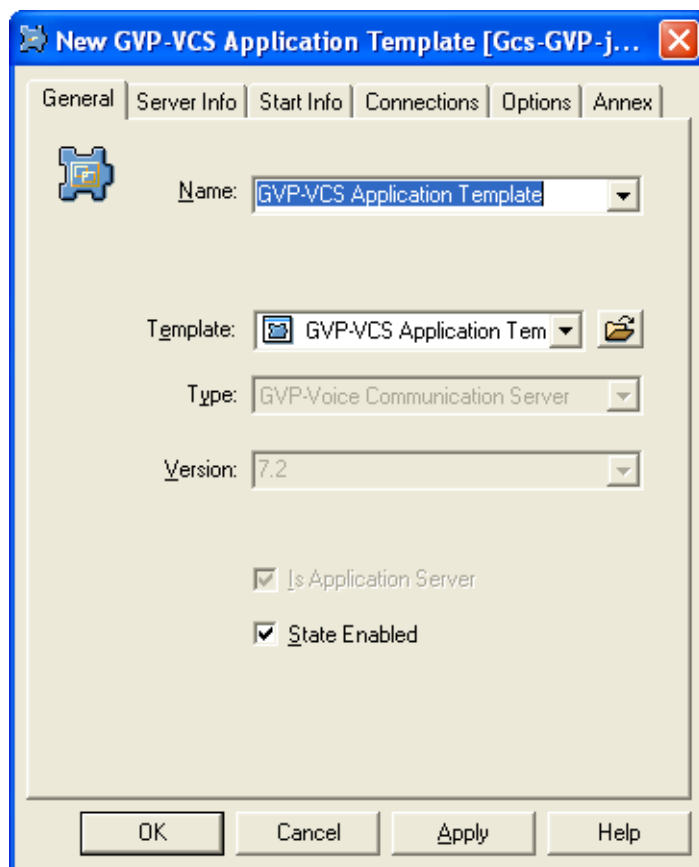 New GVP-VCS Application Template [Gcs-GVP-j...
General Server Info Start Info Connections Options Annex
Name: GVP-VCS Application Template
Template: GVP-VCS Application Tem
Type: GVP-Voice Communication Server
Version: 7.2
Is Application Server
State Enabled
OK Cancel Apply Help